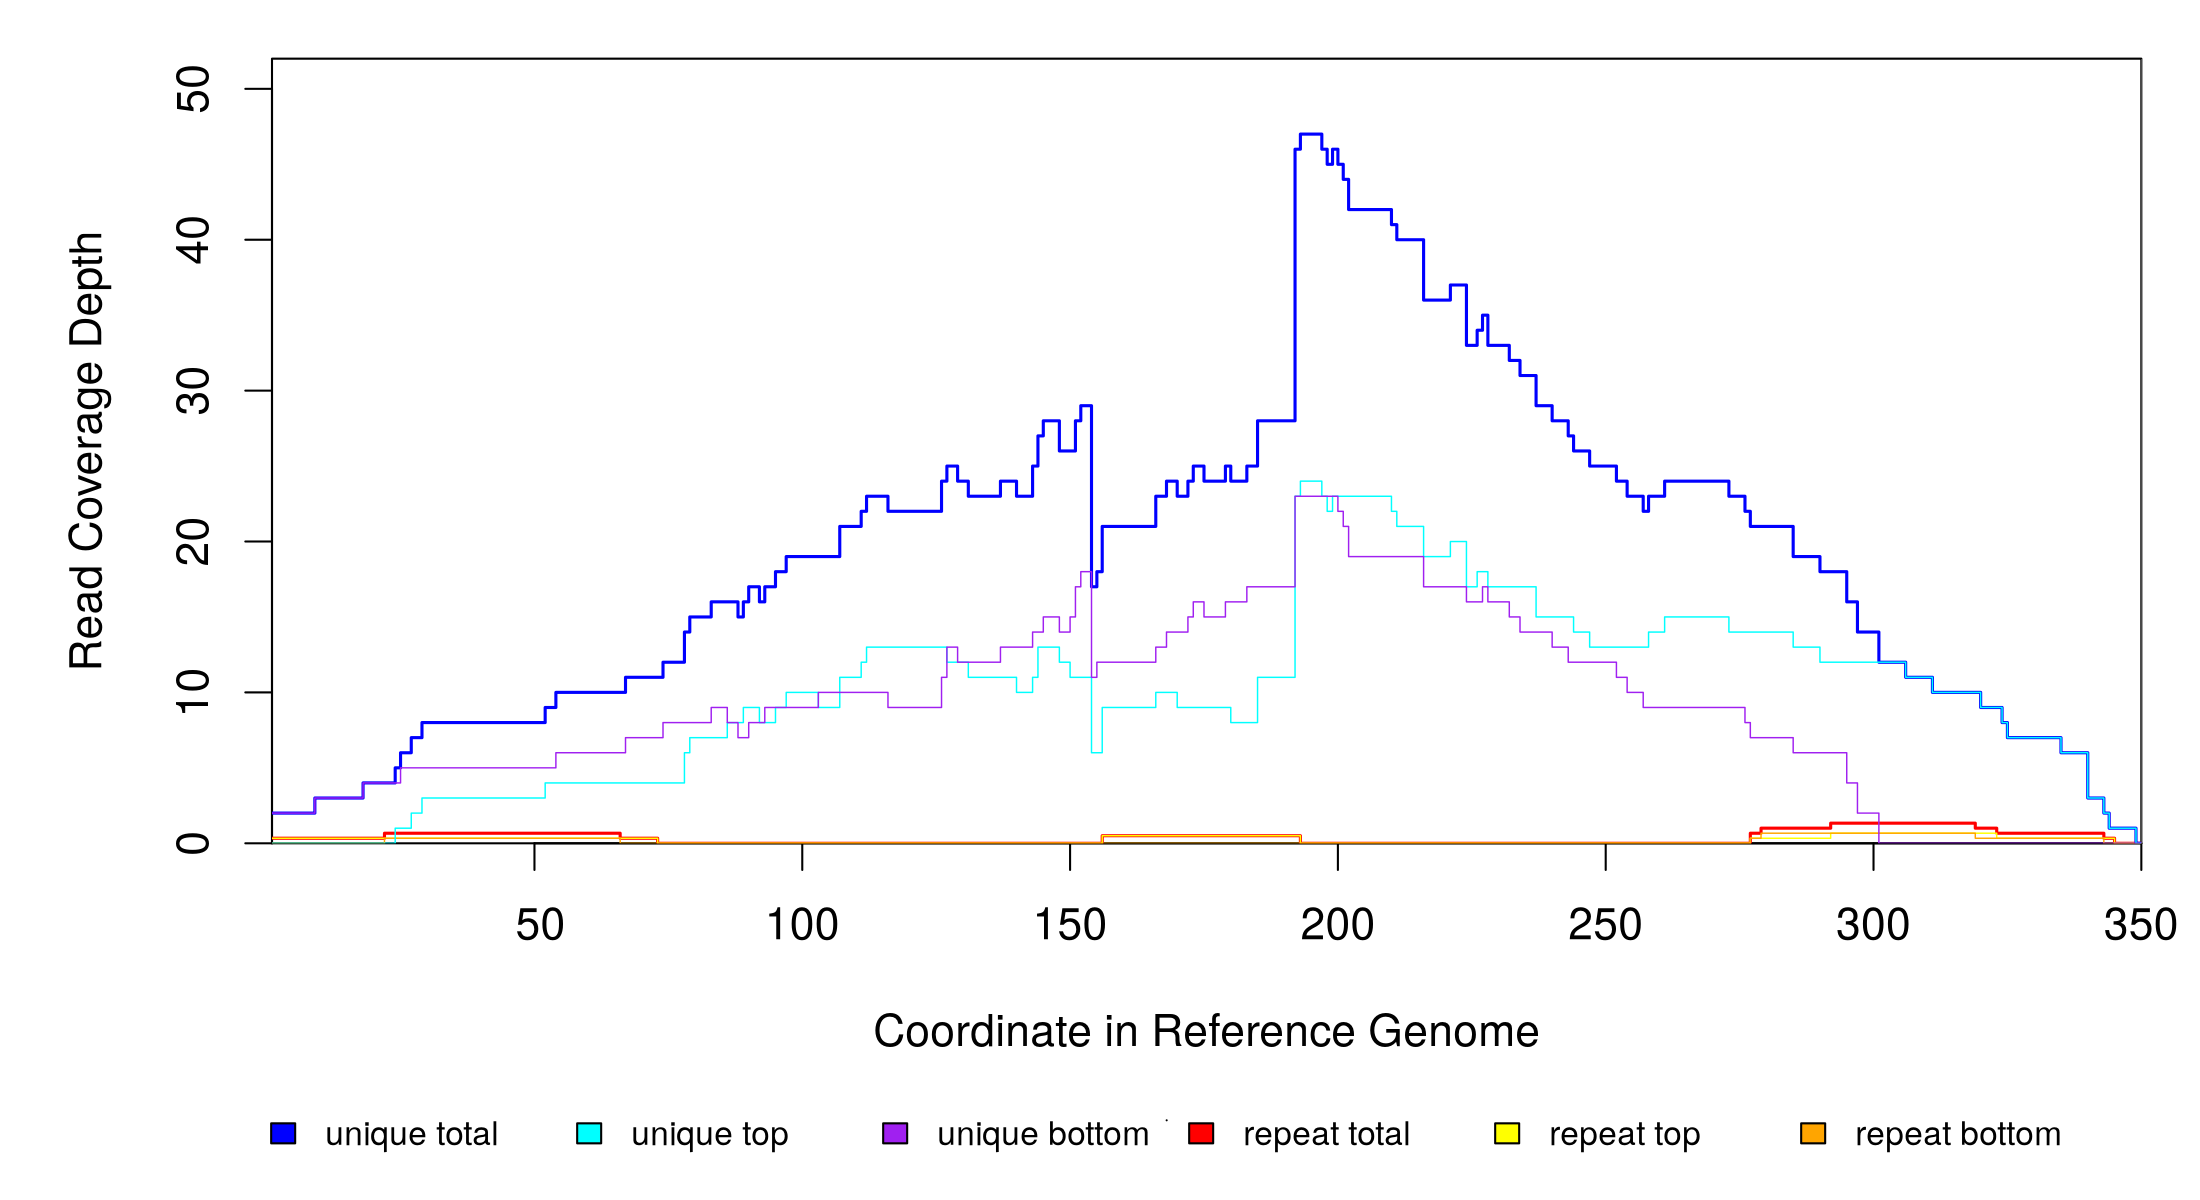 50
40
30
20
10
0
Read Coverage Depth
50 100 150 200 250 300 350
Coordinate in Reference Genome
unique total unique top unique bottom repeat total repeat top repeat bottom